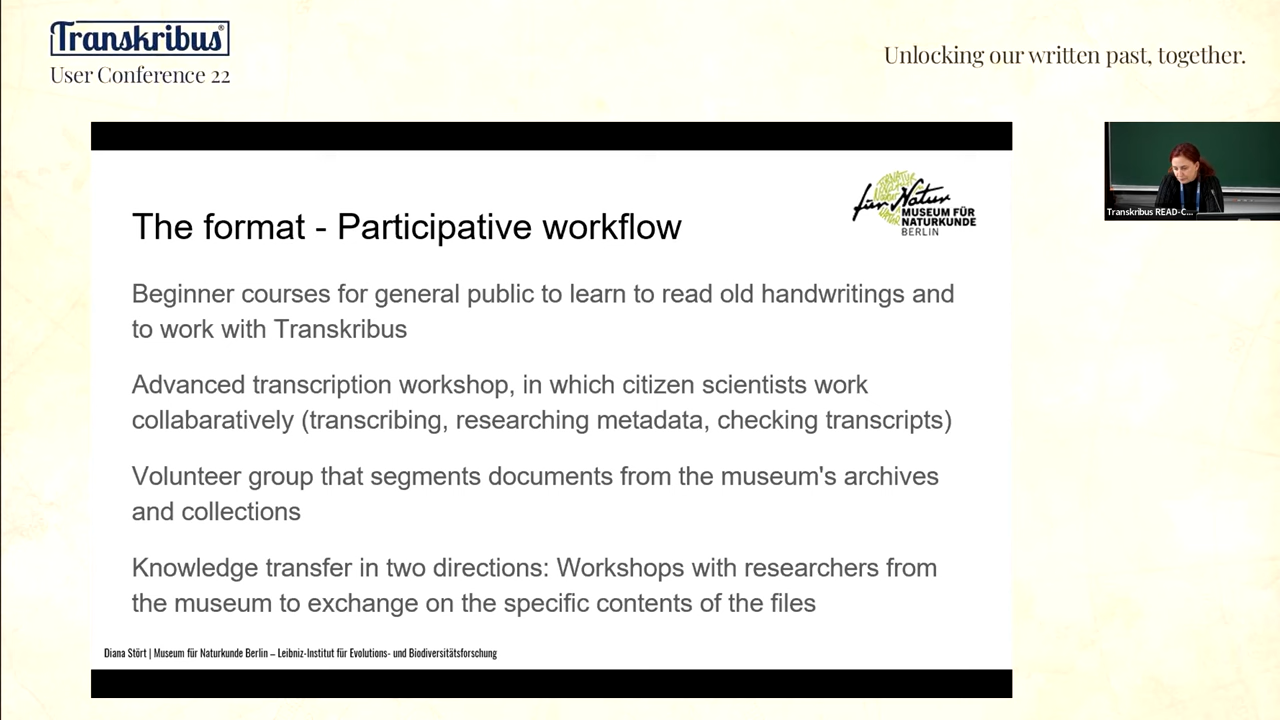 Transkribus®
User Conference 22
Unlocking our written past, together.
für Natur
MUSEUM FÜR
NATURKUNDE
BERLIN
The format - Participative workflow
Beginner courses for general public to learn to read old handwritings and
to work with Transkribus
Advanced transcription workshop, in which citizen scientists work
collabaratively (transcribing, researching metadata, checking transcripts)
Volunteer group that segments documents from the museum's archives
and collections
Knowledge transfer in two directions: Workshops with researchers from
the museum to exchange on the specific contents of the files
Diana Stört | Museum für Naturkunde Berlin – Leibniz-Institut für Evolutions- und Biodiversitätsforschung
Transkribus READ-C...